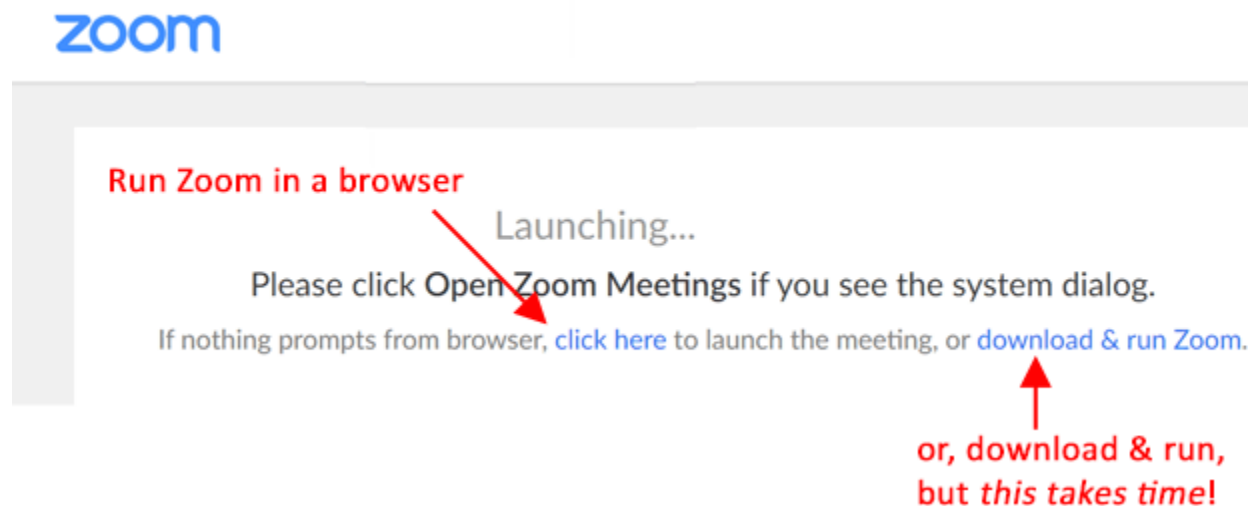 zoom
Run Zoom in a browser
Launching...
Please click Open Zoom Meetings if you see the system dialog.
If nothing prompts from browser, click here to launch the meeting, or download & run Zoom.
or, download & run,
but this takes time!